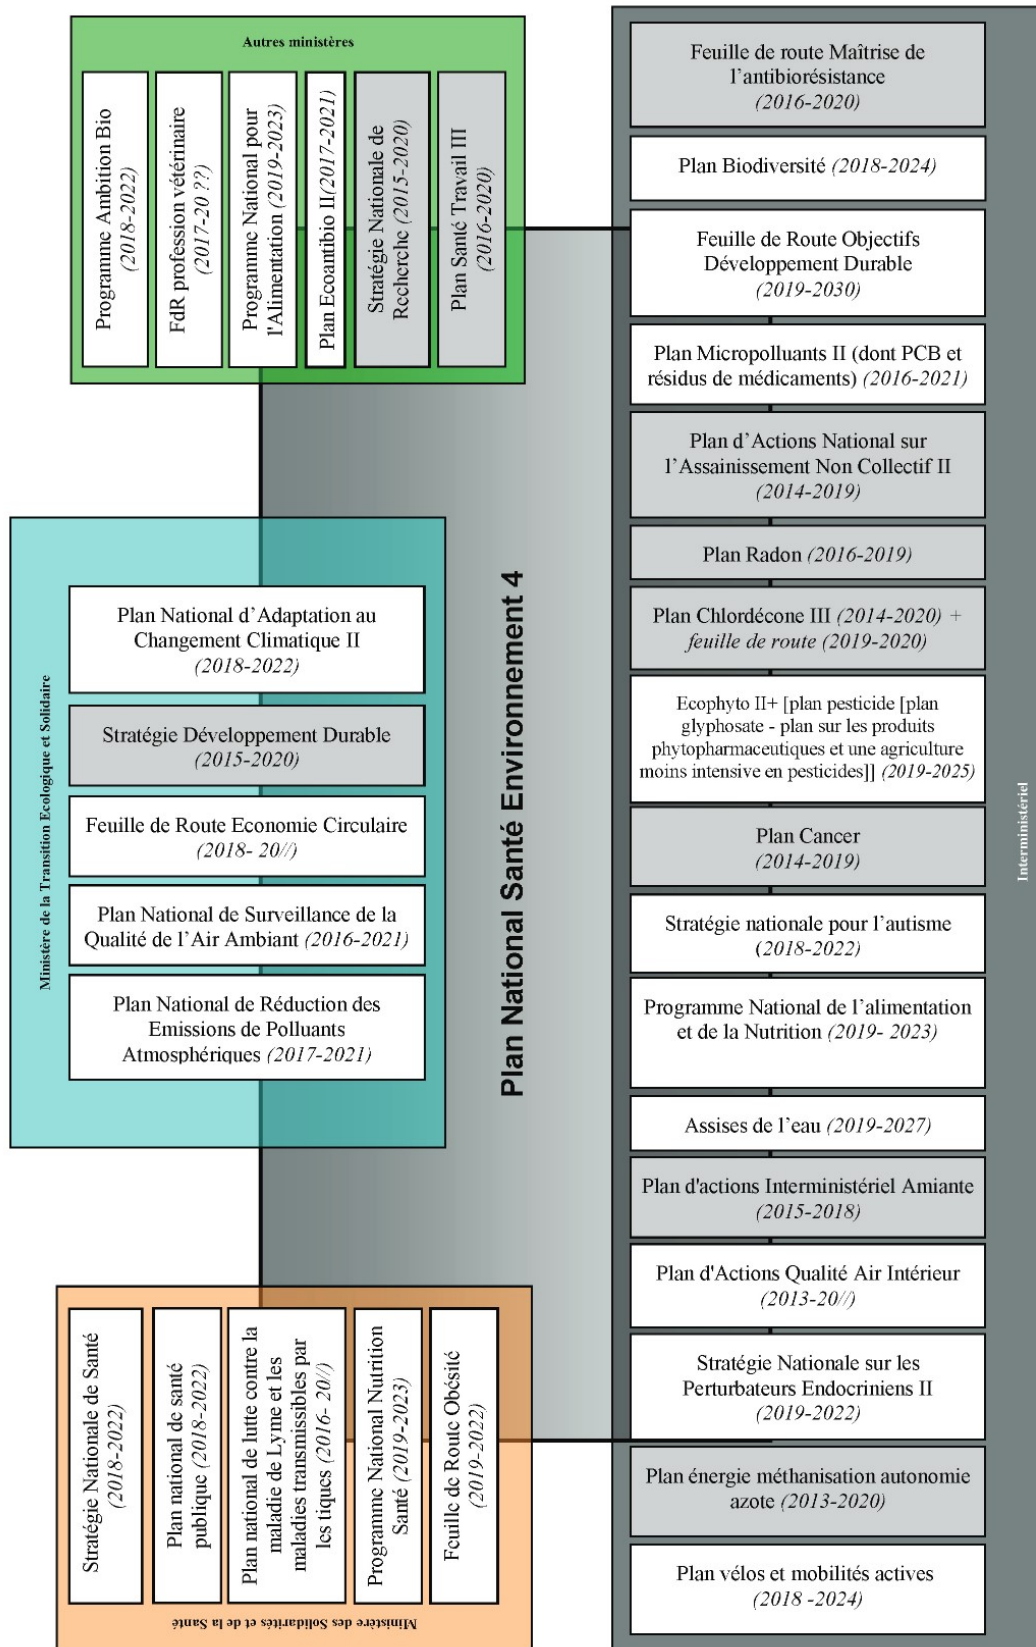 Autres ministères
Programme Ambition Bio
(2018-2022)
FdR profession vétérinaire
(2017-20 ??)
Programme National pour
l'Alimentation (2019-2023)
Plan Ecoantibio II(2017-2021)
Stratégie Nationale de
Recherche (2015-2020)
Plan Santé Travail III
(2016-2020)
Ministère de la Transition Ecologique et Solidaire
Plan National d’Adaptation au
Changement Climatique II
(2018-2022)
Stratégie Développement Durable
(2015-2020)
Feuille de Route Economie Circulaire
(2018- 20//)
Plan National de Surveillance de la
Qualité de l’Air Ambiant (2016-2021)
Plan National de Réduction des
Emissions de Polluants
Atmosphériques (2017-2021)
Ministère des Solidarités et de la Santé
Stratégie Nationale de Santé
(2018-2022)
Plan national de santé
publique (2018-2022)
Plan national de lutte contre la
maladie de Lyme et les
maladies transmissibles par
les tiques (2016- 20//)
Programme National Nutrition
Santé (2019-2023)
Feuille de Route Obésité
(2019-2022)
Plan National Santé Environnement 4
Feuille de route Maîtrise de
l’antibiorésistance
(2016-2020)
Plan Biodiversité (2018-2024)
Feuille de Route Objectifs
Développement Durable
(2019-2030)
Plan Micropolluants II (dont PCB et
résidus de médicaments) (2016-2021)
Plan d’Actions National sur
l’Assainissement Non Collectif II
(2014-2019)
Plan Radon (2016-2019)
Plan Chlordécone III (2014-2020) +
feuille de route (2019-2020)
Ecophyto II+ [plan pesticide [plan
glyphosate - plan sur les produits
phytopharmaceutiques et une agriculture
moins intensive en pesticides]] (2019-2025)
Plan Cancer
(2014-2019)
Stratégie nationale pour l’autisme
(2018-2022)
Programme National de l’alimentation
et de la Nutrition (2019- 2023)
Assises de l’eau (2019-2027)
Plan d'actions Interministériel Amiante
(2015-2018)
Plan d'Actions Qualité Air Intérieur
(2013-20//)
Stratégie Nationale sur les
Perturbateurs Endocriniens II
(2019-2022)
Plan énergie méthanisation autonomie
azote (2013-2020)
Plan vélos et mobilités actives
(2018 -2024)
Interministériel